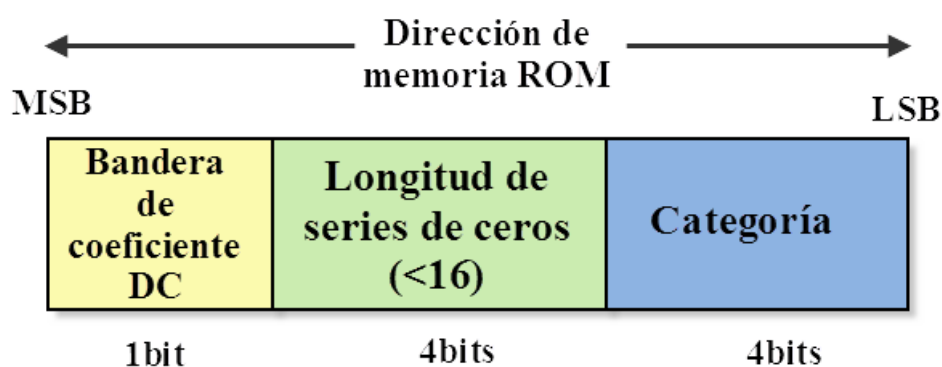 Dirección de
memoria ROM
MSB
LSB
Bandera
de
coeficiente
DC
Longitud de
series de ceros
(<16)
Categoría
1bit
4bits
4bits